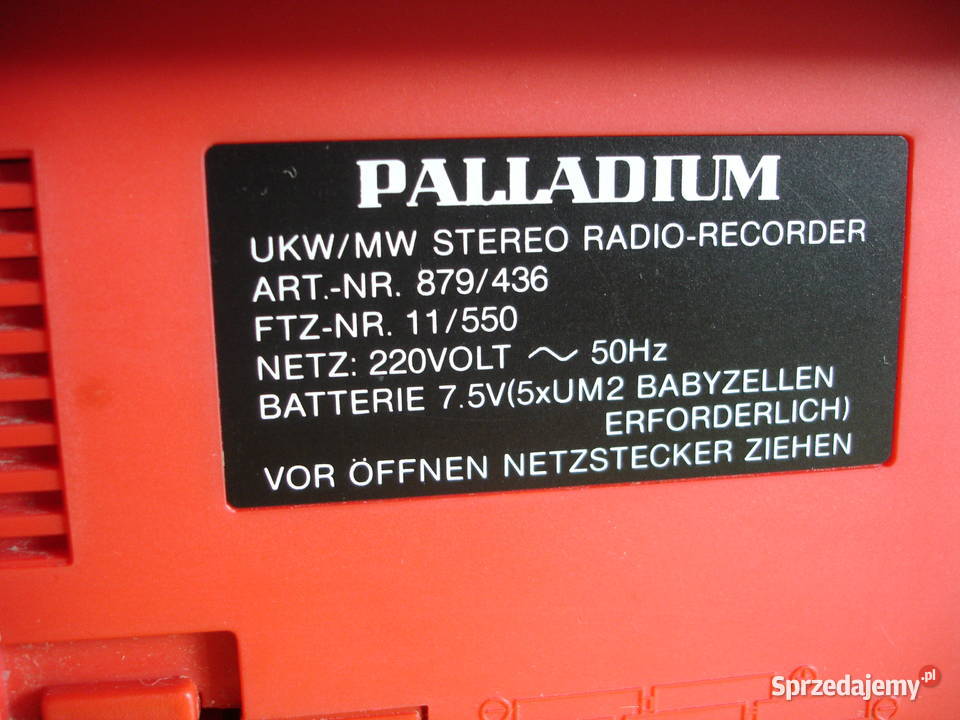 PALLADIUM
UKW/MW STEREO RADIO-RECORDER
ART.-NR. 879/436
FTZ-NR. 11/550
NETZ: 220VOLT ~ 50Hz
BATTERIE 7.5V(5xUM2 BABYZELLEN
ERFORDERLICH)
VOR ÖFFNEN NETZSTECKER ZIEHEN
Sprzedajemy.pl